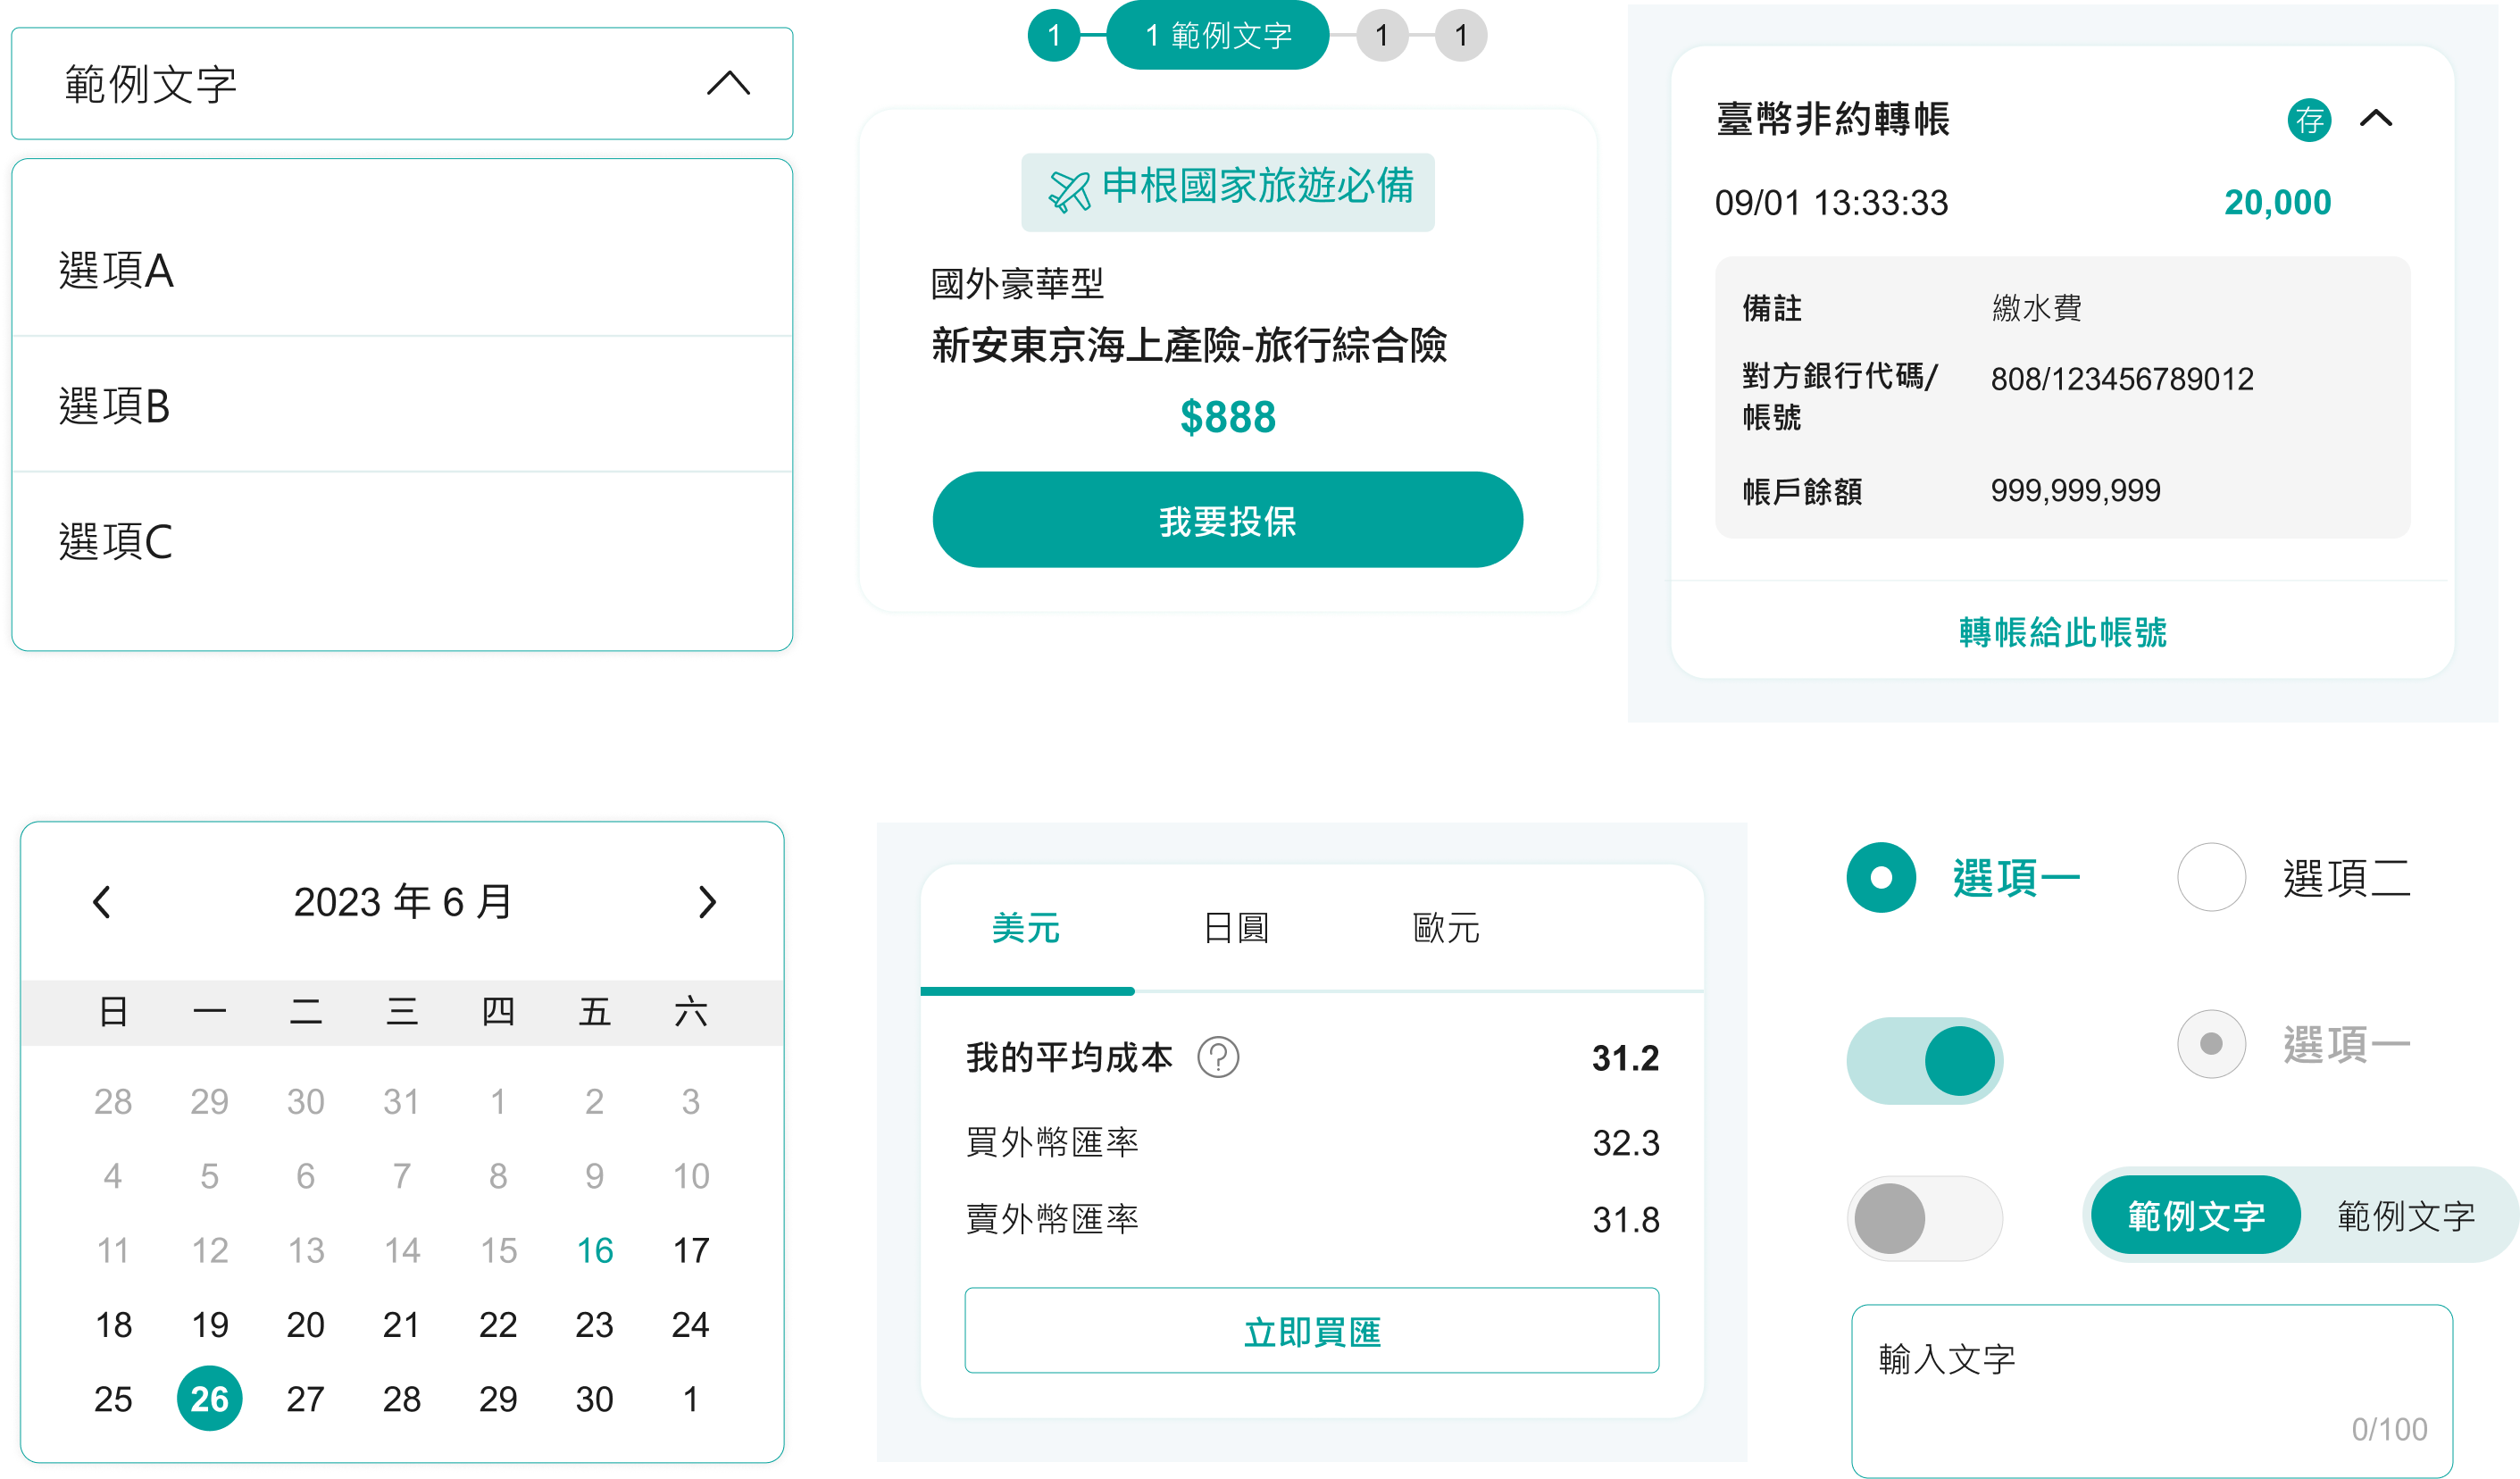 範例文字
選項A
選項B
選項C
1
1 範例文字
1
1
申根國家旅遊必備
國外豪華型
新安東京海上產險-旅行綜合險
$888
我要投保
臺幣非約轉帳
存
09/01 13:33:33
20,000
備註
繳水費
對方銀行代碼/
帳號
808/123456789012
帳戶餘額
999,999,999
轉帳給此帳號
2023 年 6 月
日 一 二 三 四 五 六
28 29 30 31 1 2 3
4 5 6 7 8 9 10
11 12 13 14 15 16 17
18 19 20 21 22 23 24
25 26 27 28 29 30 1
美元 日圓 歐元
我的平均成本 ? 31.2
買外幣匯率 32.3
賣外幣匯率 31.8
立即買匯
選項一
選項二
選項一
範例文字
範例文字
輸入文字
0/100